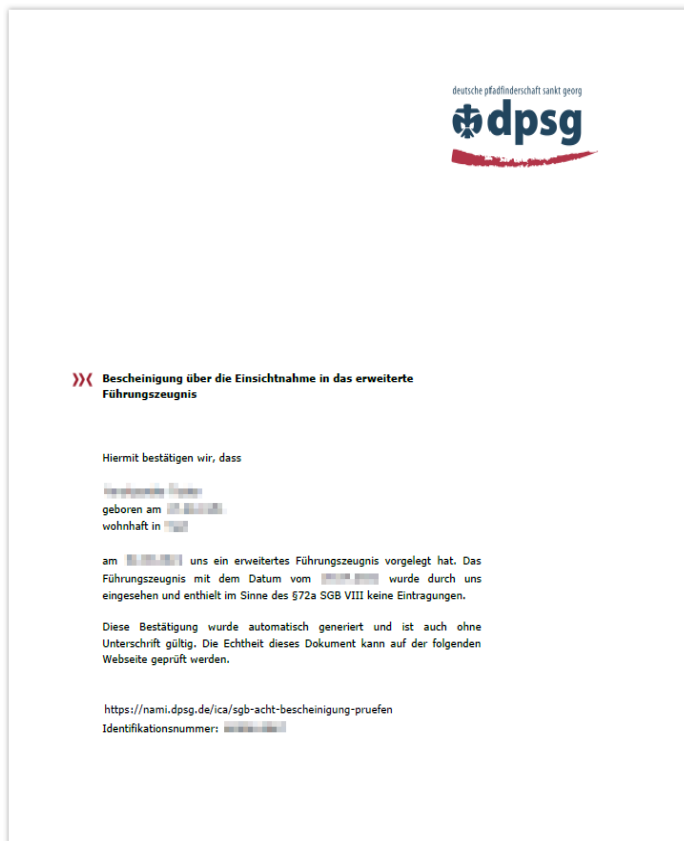 deutsche pfadfinderschaft sankt georg
dpsg
Bescheinigung über die Einsichtnahme in das erweiterte
Führungszeugnis
Hiermit bestätigen wir, dass
geboren am
wohnhaft in
am uns ein erweitertes Führungszeugnis vorgelegt hat. Das
Führungszeugnis mit dem Datum vom wurde durch uns
eingesehen und enthielt im Sinne des §72a SGB VIII keine Eintragungen.
Diese Bestätigung wurde automatisch generiert und ist auch ohne
Unterschrift gültig. Die Echtheit dieses Dokument kann auf der folgenden
Webseite geprüft werden.
https://nami.dpsg.de/ica/sgb-acht-bescheinigung-pruefen
Identifikationsnummer: